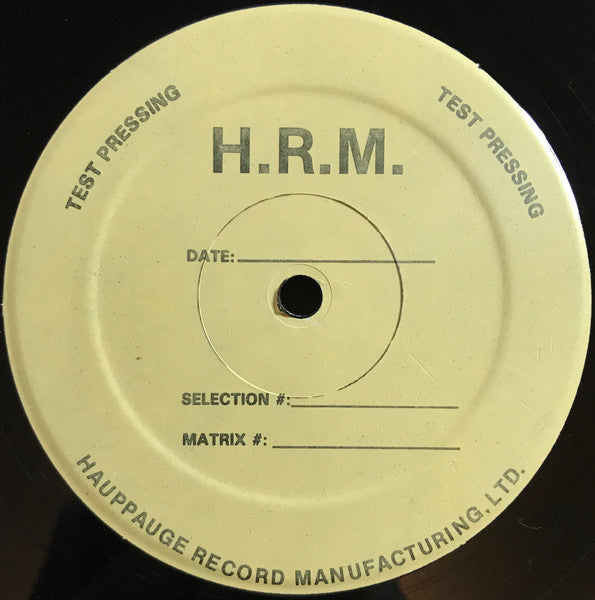 TEST PRESSING
TEST PRESSING
H.R.M.
DATE:
SELECTION #:
MATRIX #:
HAUPPAUGE RECORD MANUFACTURING, LTD.